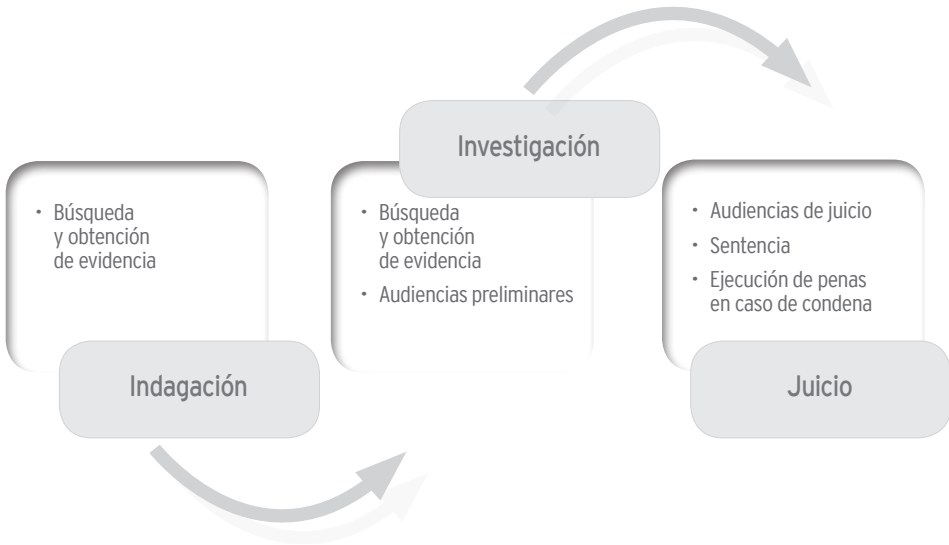 • Búsqueda
y obtención
de evidencia
Indagación
Investigación
• Búsqueda
y obtención
de evidencia
• Audiencias preliminares
• Audiencias de juicio
• Sentencia
• Ejecución de penas
en caso de condena
Juicio